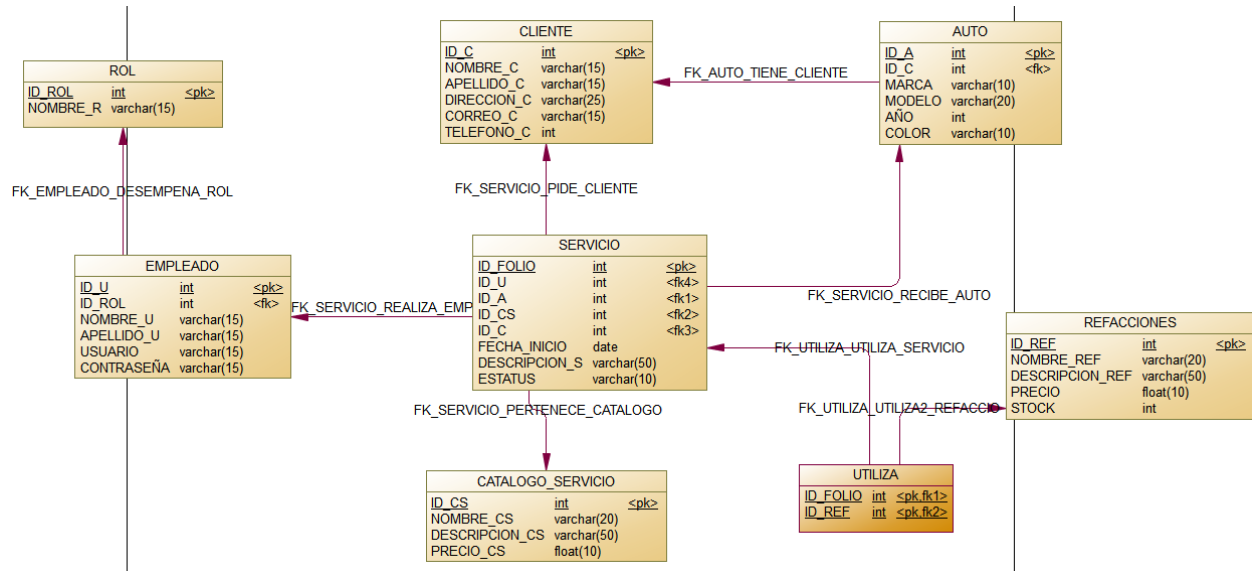 CLIENTE
ID_C int <pk>
NOMBRE_C varchar(15)
APELLIDO_C varchar(15)
DIRECCION_C varchar(25)
CORREO_C varchar(15)
TELEFONO_C int
AUTO
ID_A int <pk>
ID_C int <fk>
MARCA varchar(10)
MODELO varchar(20)
AÑO int
COLOR varchar(10)
ROL
ID_ROL int <pk>
NOMBRE_R varchar(15)
FK_AUTO_TIENE_CLIENTE
FK_EMPLEADO_DESEMPENA_ROL
FK_SERVICIO_PIDE_CLIENTE
EMPLEADO
ID_U int <pk>
ID_ROL int <fk>
NOMBRE_U varchar(15)
APELLIDO_U varchar(15)
USUARIO varchar(15)
CONTRASEÑA varchar(15)
FK_SERVICIO_REALIZA_EMP
SERVICIO
ID_FOLIO int <pk>
ID_U int <fk4>
ID_A int <fk1>
ID_CS int <fk2>
ID_C int <fk3>
FECHA_INICIO date
DESCRIPCION_S varchar(50)
ESTATUS varchar(10)
FK_SERVICIO_RECIBE_AUTO
FK_UTILIZA_UTILIZA_SERVICIO
REFACCIONES
ID_REF int <pk>
NOMBRE_REF varchar(20)
DESCRIPCION_REF varchar(50)
PRECIO float(10)
STOCK int
FK_SERVICIO_PERTENECE_CATALOGO
FK_UTILIZA_UTILIZA2_REFACCIO
CATALOGO_SERVICIO
ID_CS int <pk>
NOMBRE_CS varchar(20)
DESCRIPCION_CS varchar(50)
PRECIO_CS float(10)
UTILIZA
ID_FOLIO int <pk,fk1>
ID_REF int <pk,fk2>